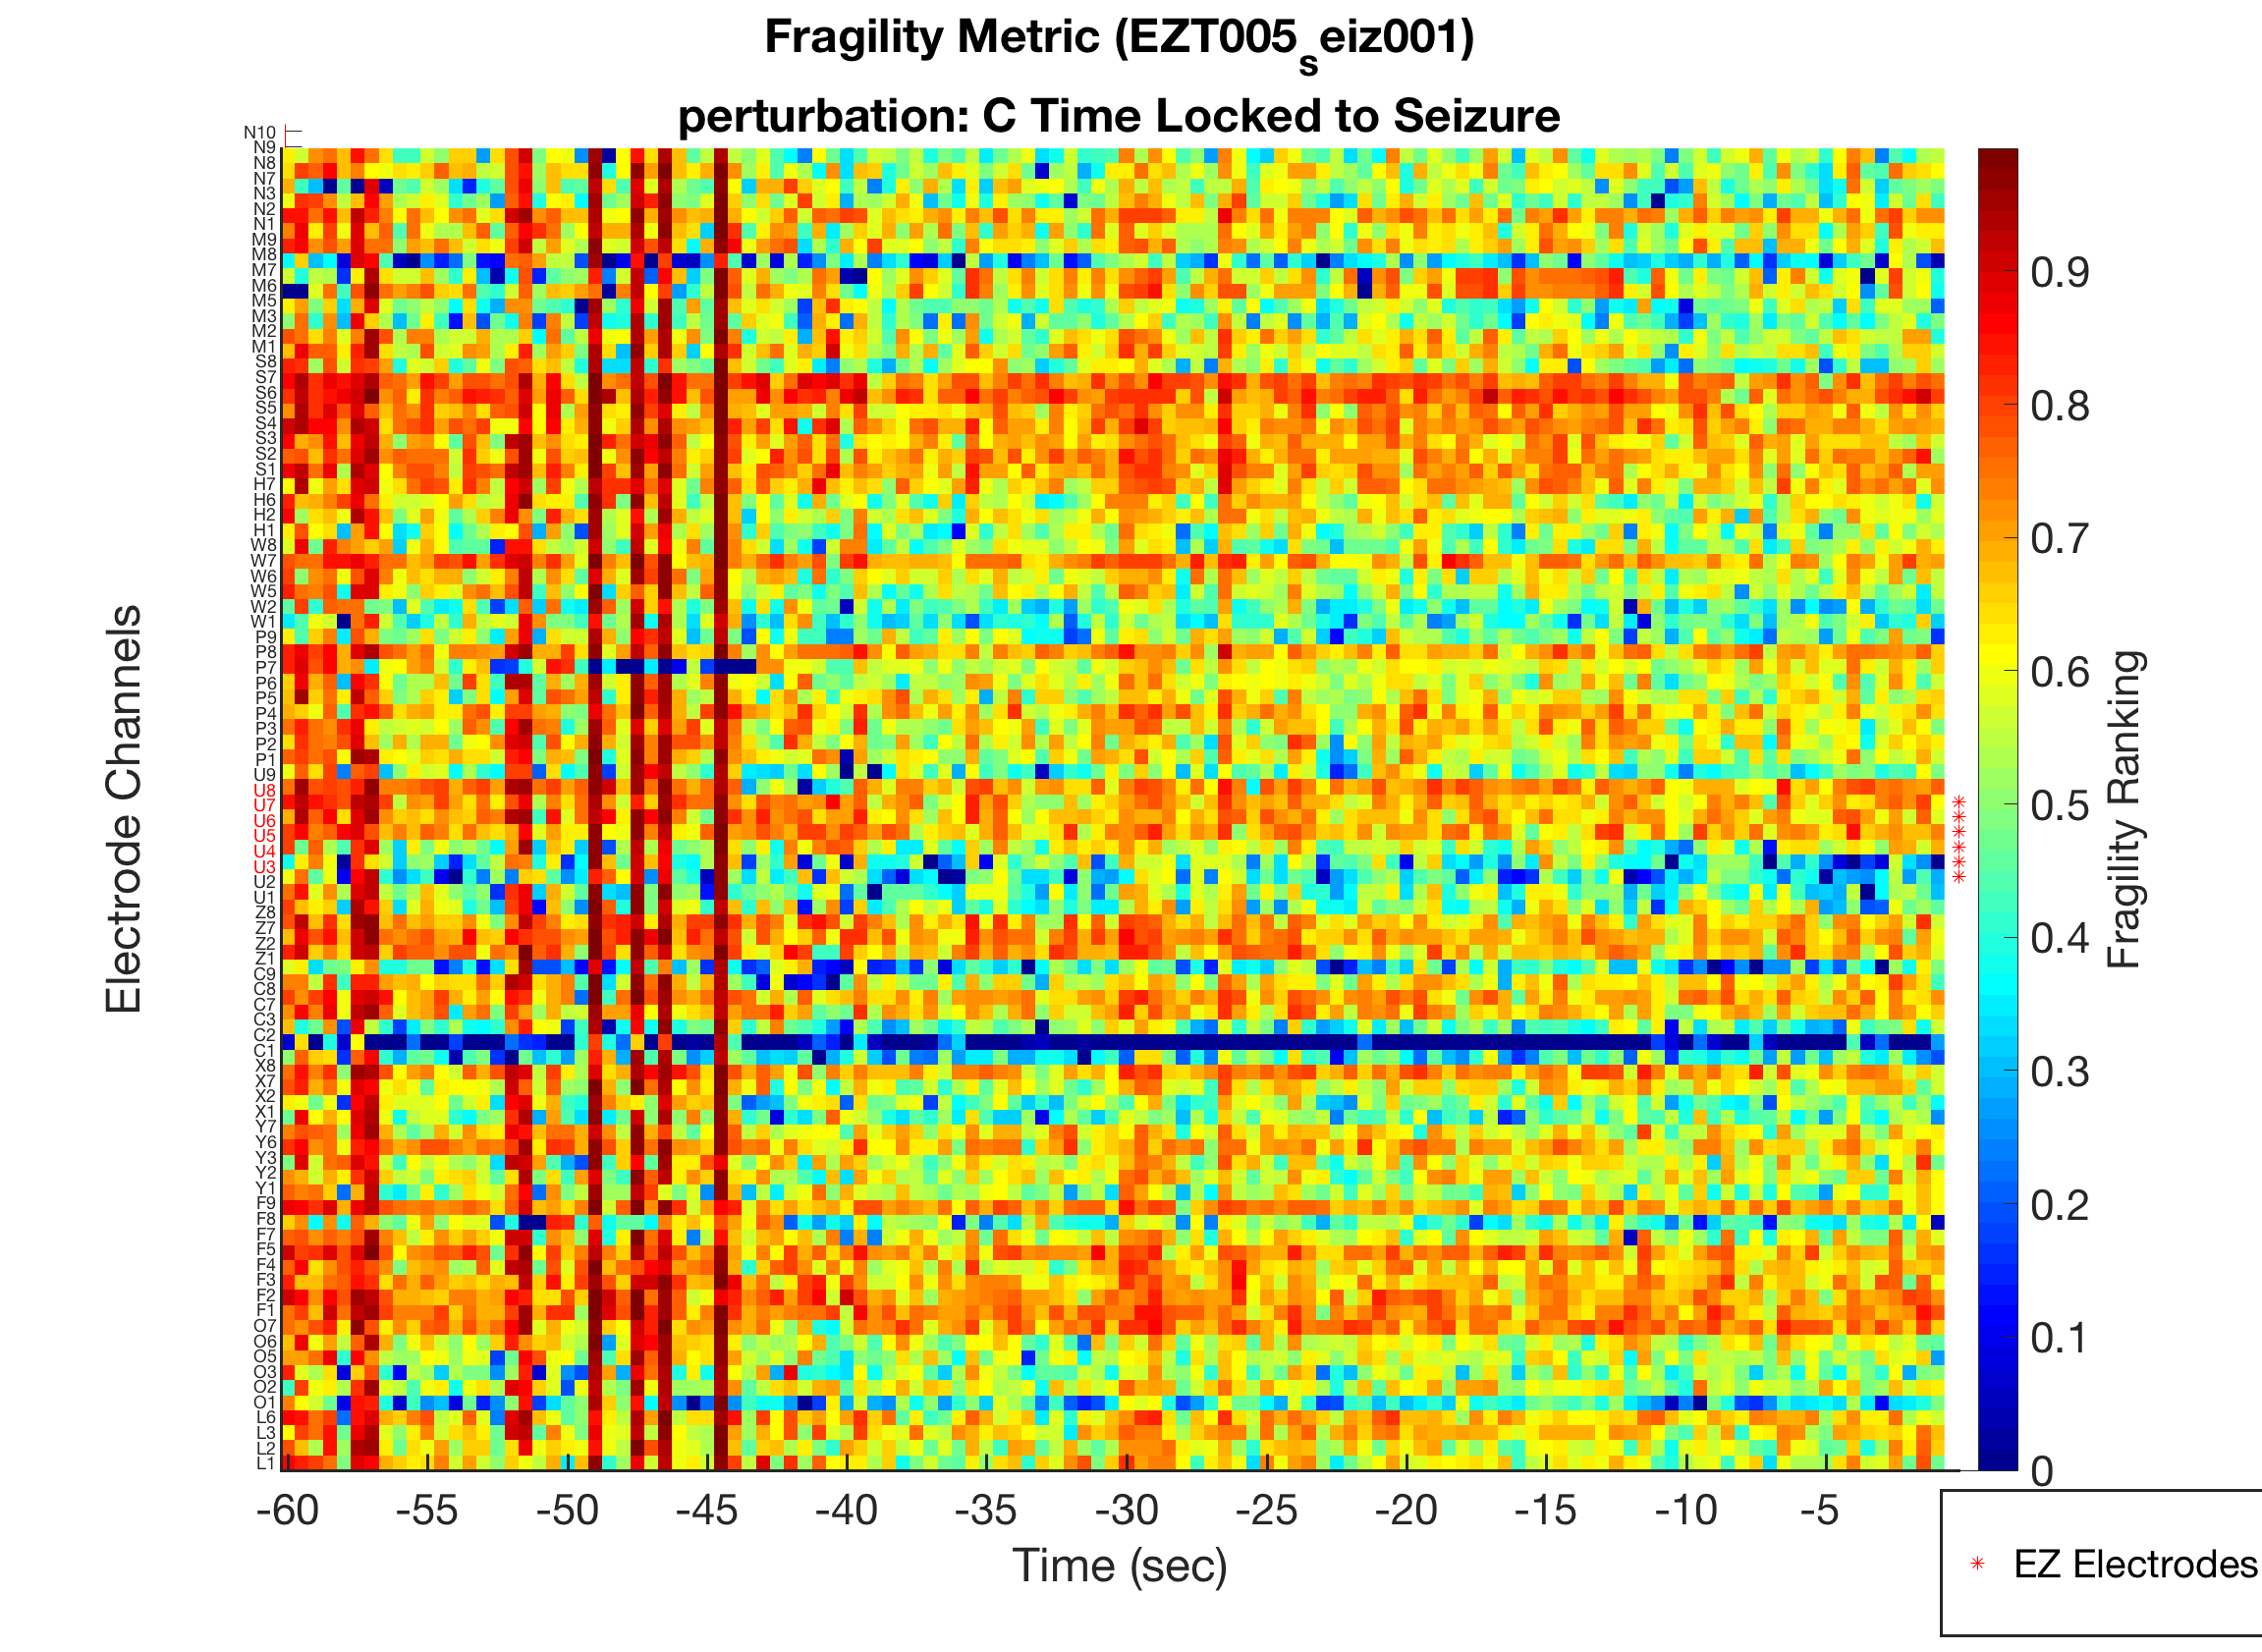 Fragility Metric (EZT005seiz001)
perturbation: C Time Locked to Seizure
N10
N9
N8
N7
N3
N2
N1
M9
M8
M7
M6
M5
M3
M2
M1
S8
S7
S6
S5
S4
S3
S2
S1
H7
H6
H2
H1
W8
W7
W6
W5
W2
W1
P9
P8
P7
P6
P5
P4
P3
P2
P1
U9
U8
U7
U6
U5
U4
U3
U2
U1
Z8
Z7
Z2
Z1
C9
C8
C7
C3
C2
C1
X8
X7
X2
X1
Y7
Y6
Y3
Y2
Y1
F9
F8
F7
F5
F4
F3
F2
F1
O7
O6
O5
O3
O2
O1
L6
L3
L2
L1
Electrode Channels
-60 -55 -50 -45 -40 -35 -30 -25 -20 -15 -10 -5
Time (sec)
0.9
0.8
0.7
0.6
0.5
0.4
0.3
0.2
0.1
0
Fragility Ranking
EZ Electrodes